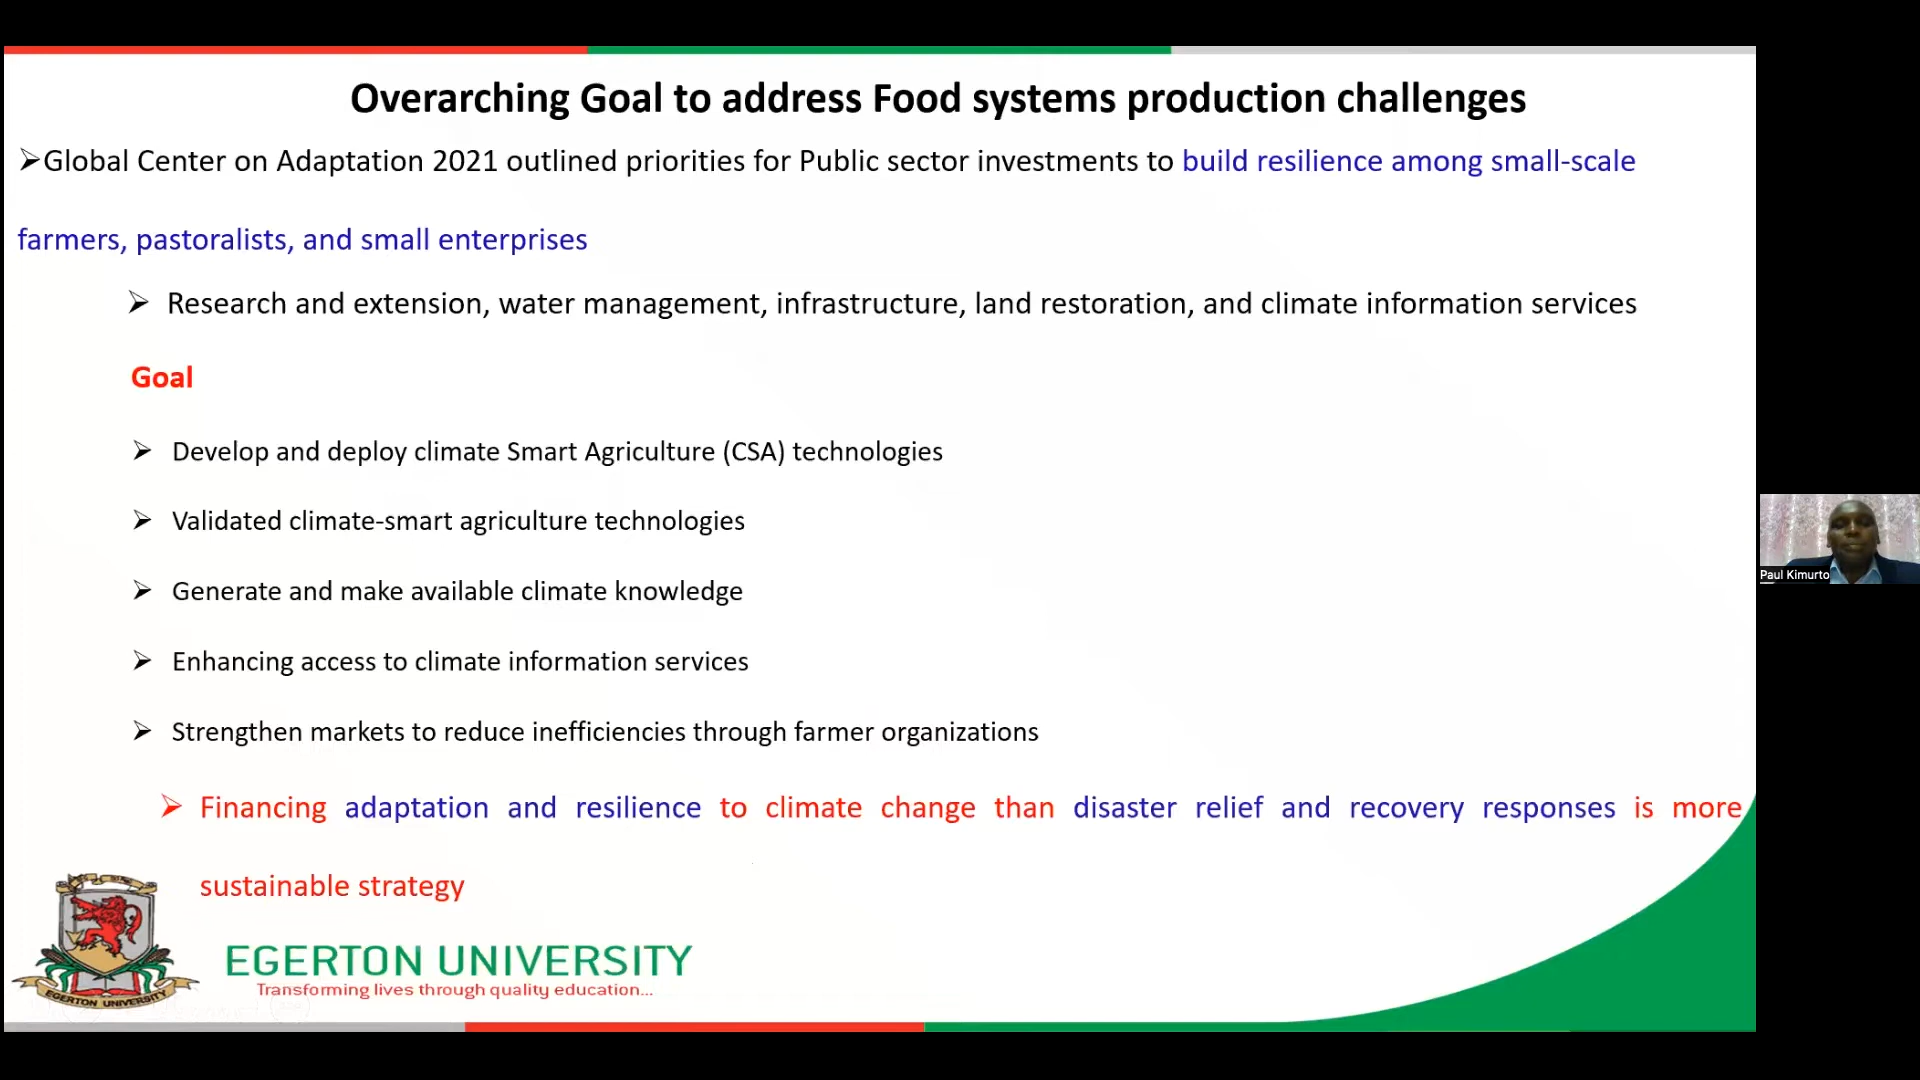 Overarching Goal to address Food systems production challenges
➢Global Center on Adaptation 2021 outlined priorities for Public sector investments to build resilience among small-scale
farmers, pastoralists, and small enterprises
➢ Research and extension, water management, infrastructure, land restoration, and climate information services
Goal
➢ Develop and deploy climate Smart Agriculture (CSA) technologies
➢ Validated climate-smart agriculture technologies
➢ Generate and make available climate knowledge
➢ Enhancing access to climate information services
➢ Strengthen markets to reduce inefficiencies through farmer organizations
➢ Financing adaptation and resilience to climate change than disaster relief and recovery responses is more
sustainable strategy
EGERTON UNIVERSITY
EGERTON UNIVERSITY
Transforming lives through quality education...
Paul Kimurto